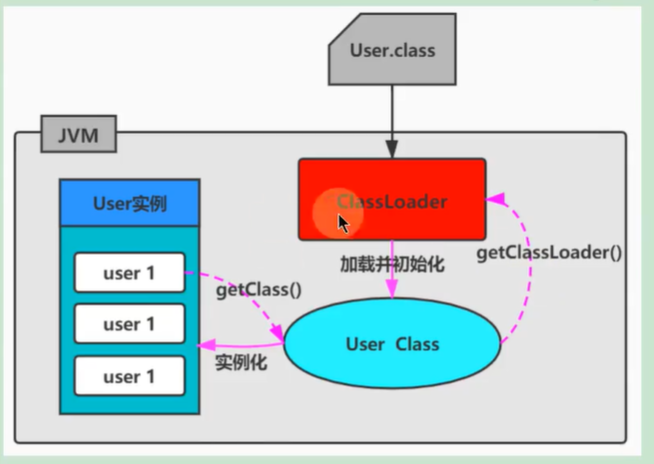 User.class
JVM
User实例
ClassLoader
加载并初始化
getClassLoader()
user 1
getClass()
user 1
User Class
实例化
user 1